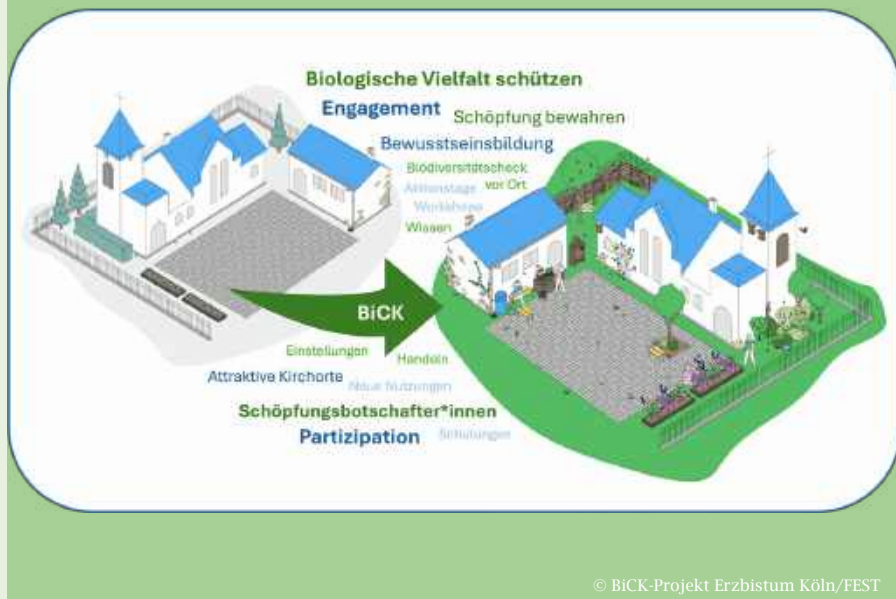 Biologische Vielfalt schützen
Engagement
Schöpfung bewahren
Bewusstseinsbildung
Biodiversitätscheck
vor Ort
Aktionstage
Workshops
Wissen
BiCK
Einstellungen
Handeln
Attraktive Kirchorte
Neue Nutzungen
Schöpfungsbotschafter*innen
Partizipation
Schulungen
© BiCK-Projekt Erzbistum Köln/FEST